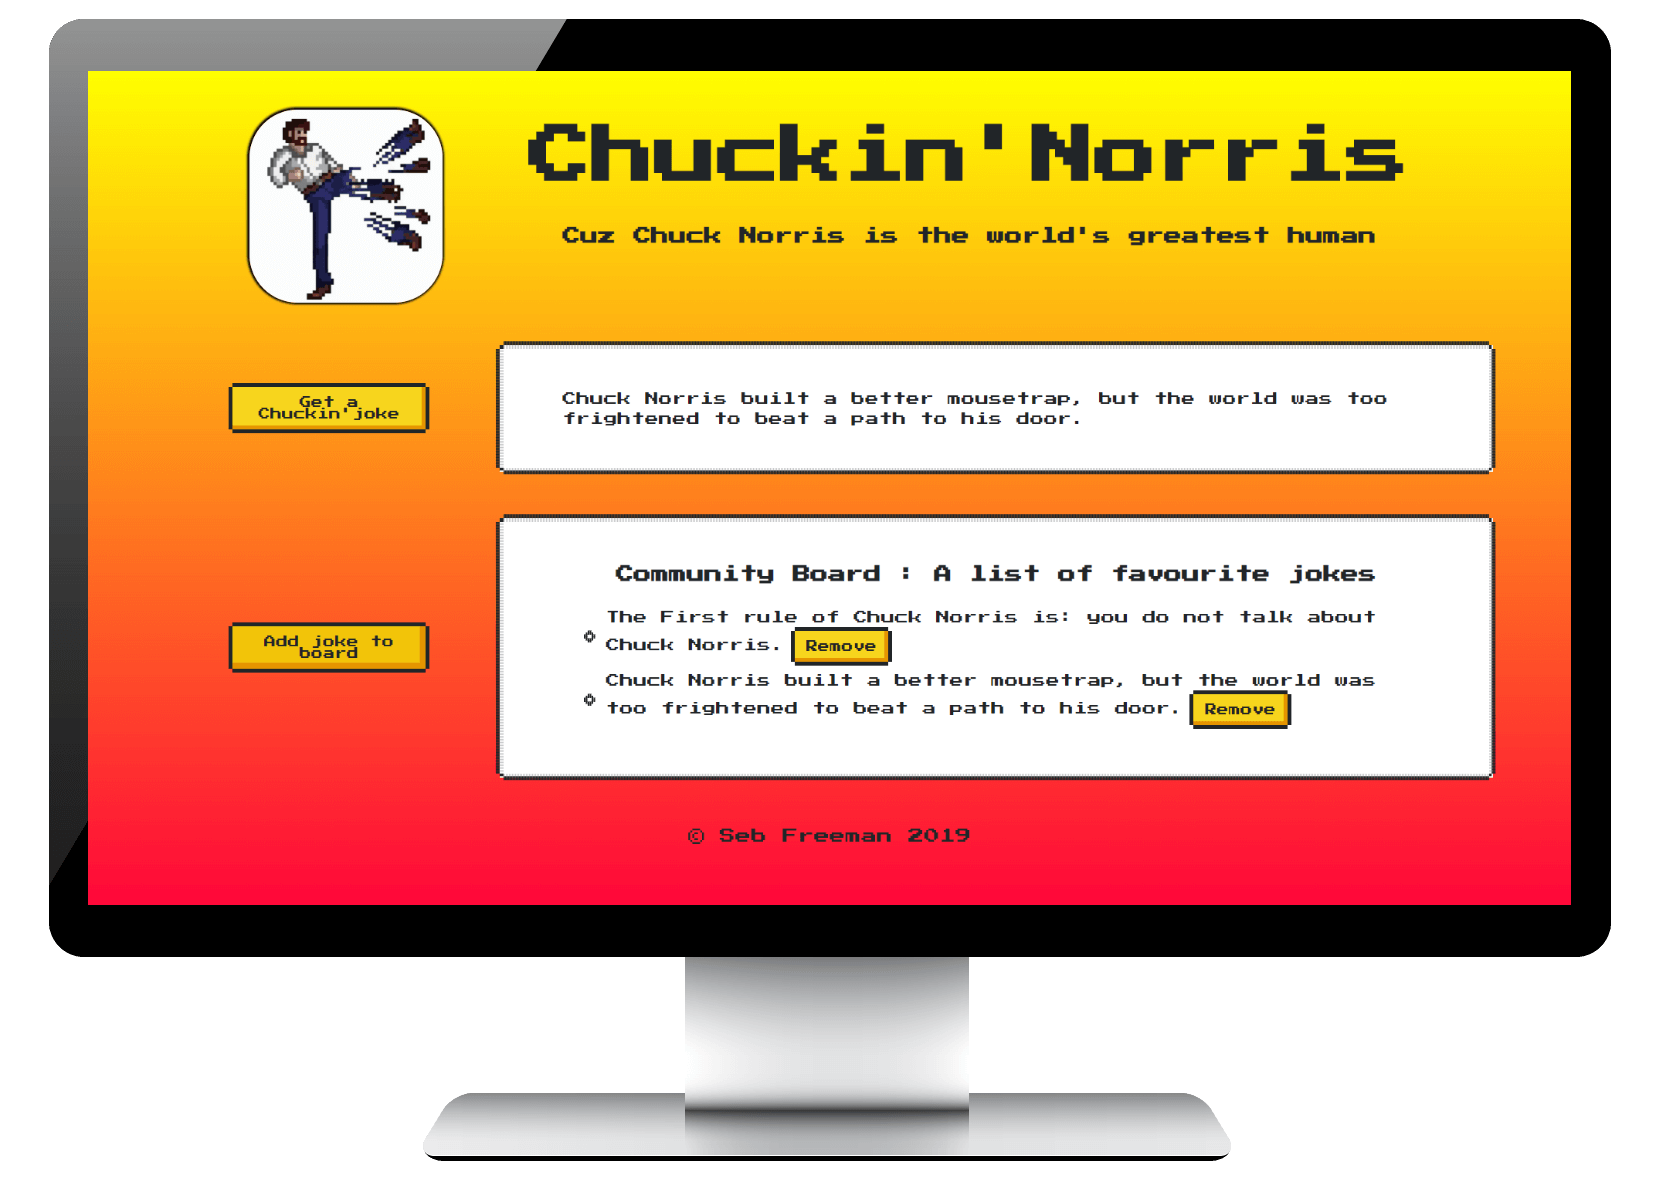 Chuckin'Norris
Cuz Chuck Norris is the world's greatest human
Get a
Chuckin'joke
Chuck Norris built a better mousetrap, but the world was too
frightened to beat a path to his door.
Add joke to
board
Community Board : A list of favourite jokes
The First rule of Chuck Norris is: you do not talk about
Chuck Norris. Remove
Chuck Norris built a better mousetrap, but the world was
too frightened to beat a path to his door. Remove
© Seb Freeman 2019